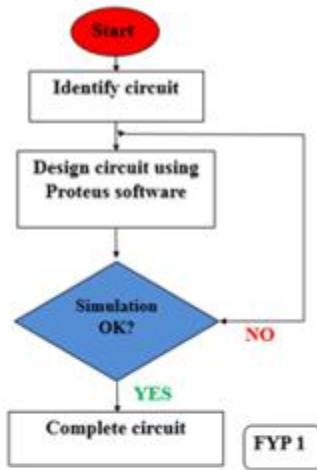 Start
Identify circuit
Design circuit using
Proteus software
Simulation
OK?
NO
YES
Complete circuit
FYP 1